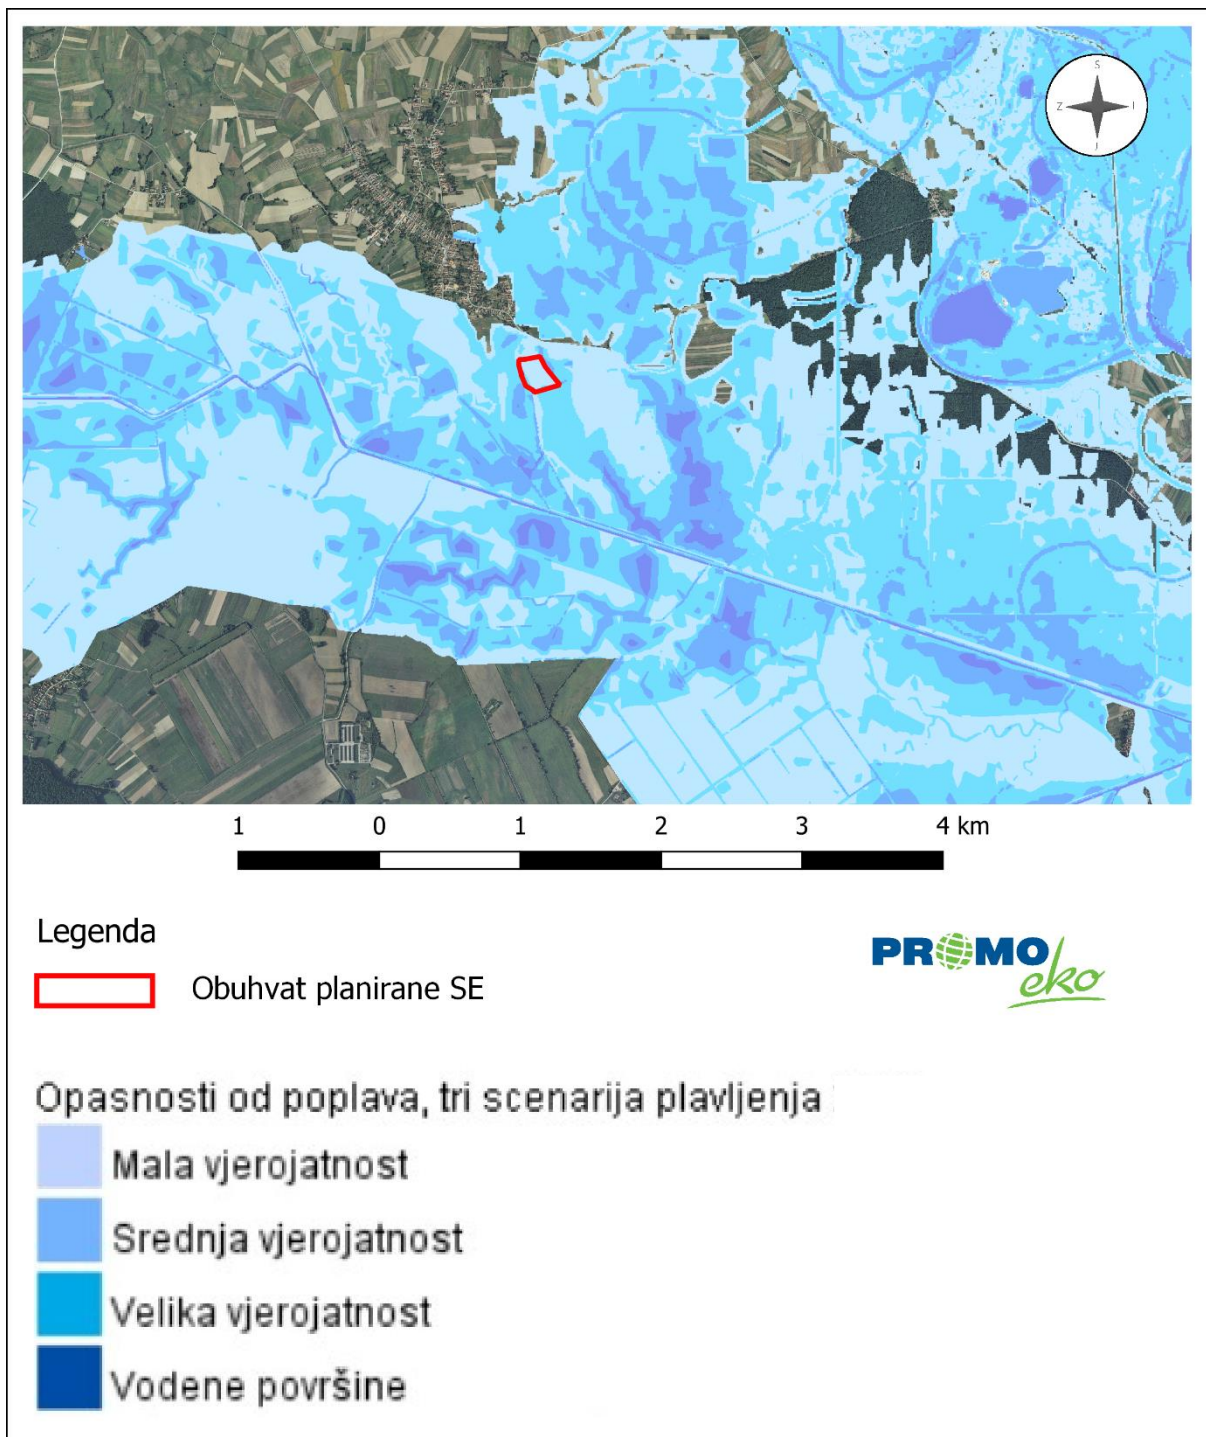 S
Z I
J
1 0 1 2 3 4 km
Legenda
PROMO
eko
Obuhvat planirane SE
Opasnosti od poplava, tri scenarija plavljenja
Mala vjerojatnost
Srednja vjerojatnost
Velika vjerojatnost
Vodene površine